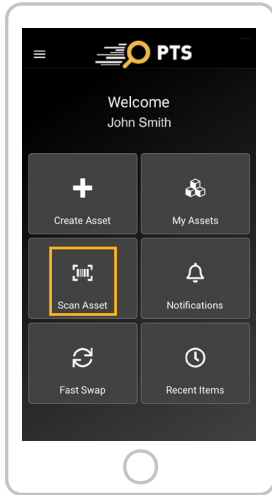 PTS
Welcome
John Smith
Create Asset
My Assets
Scan Asset
Notifications
Fast Swap
Recent Items